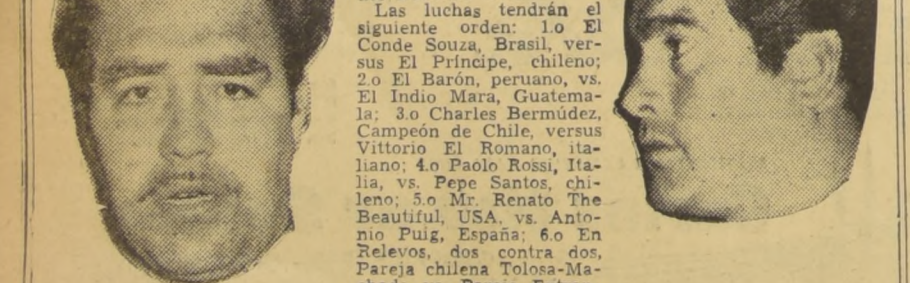 Las luchas tendrán el
siguiente orden: 1.o El
Conde Souza, Brasil, ver-
sus El Príncipe, chileno;
2.o El Barón, peruano, vs.
El Indio Mara, Guatema-
la; 3.o Charles Bermúdez,
Campeón de Chile, versus
Vittorio El Romano, ita-
liano; 4.o Paolo Rossi, Ita-
lia, vs. Pepe Santos, chi-
leno; 5.o Mr. Renato The
Beautiful, USA. vs. Anto-
nio Puig, España; 6.o En
Relevos, dos contra dos,
Pareja chilena Tolosa-Ma-